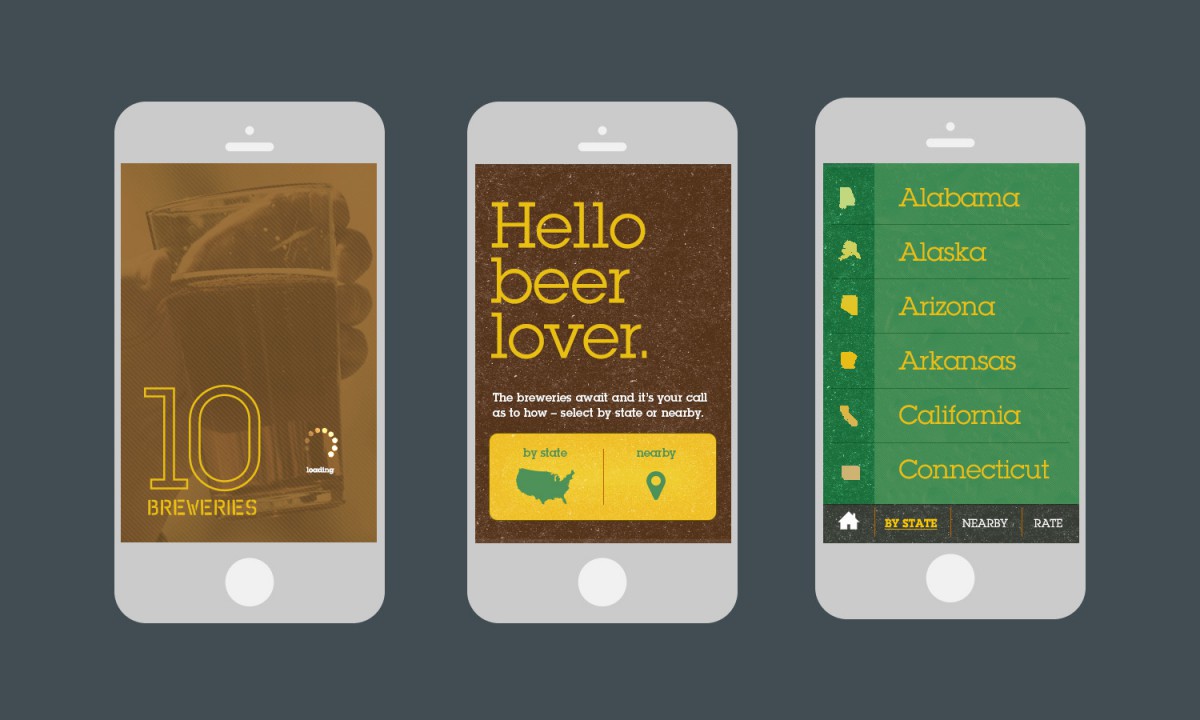 10
BREWERIES
loading
Hello
beer
lover.
The breweries await and it's your call
as to how – select by state or nearby.
by state
nearby
Alabama
Alaska
Arizona
Arkansas
California
Connecticut
BY STATE
NEARBY
RATE